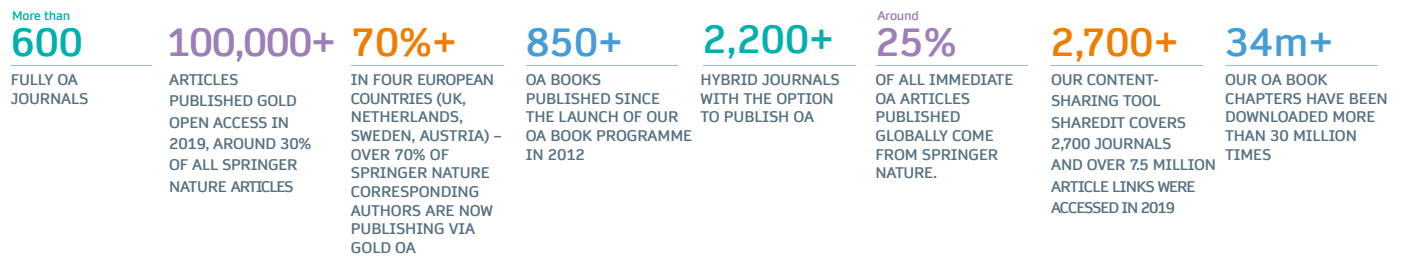 More than
600
FULLY OA
JOURNALS
100,000+
ARTICLES
PUBLISHED GOLD
OPEN ACCESS IN
2019, AROUND 30%
OF ALL SPRINGER
NATURE ARTICLES
70%+
IN FOUR EUROPEAN
COUNTRIES (UK,
NETHERLANDS,
SWEDEN, AUSTRIA) –
OVER 70% OF
SPRINGER NATURE
CORRESPONDING
AUTHORS ARE NOW
PUBLISHING VIA
GOLD OA
850+
OA BOOKS
PUBLISHED SINCE
THE LAUNCH OF OUR
OA BOOK PROGRAMME
IN 2012
2,200+
HYBRID JOURNALS
WITH THE OPTION
TO PUBLISH OA
Around
25%
OF ALL IMMEDIATE
OA ARTICLES
PUBLISHED
GLOBALLY COME
FROM SPRINGER
NATURE.
2,700+
OUR CONTENT-
SHARING TOOL
SHAREDIT COVERS
2,700 JOURNALS
AND OVER 7.5 MILLION
ARTICLE LINKS WERE
ACCESSED IN 2019
34m+
OUR OA BOOK
CHAPTERS HAVE BEEN
DOWNLOADED MORE
THAN 30 MILLION
TIMES